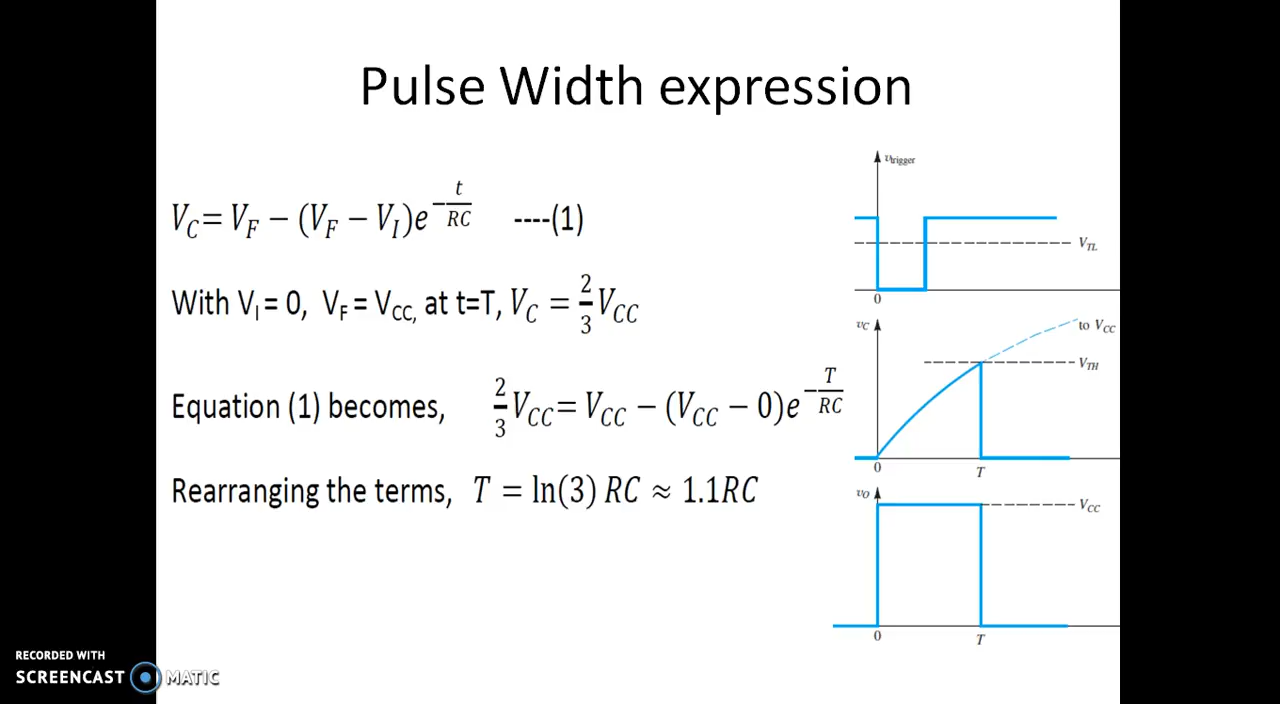 Pulse Width expression
V_C = V_F − (V_F − V_I)e^{−t/RC} ----(1)
With V_I = 0, V_F = V_CC, at t=T, V_C = 2/3 V_CC
Equation (1) becomes, 2/3 V_CC = V_CC − (V_CC − 0)e^{−T/RC}
Rearranging the terms, T = ln(3) RC ≈ 1.1RC
v_trigger
V_TL
0
v_C
to V_CC
V_TH
0
T
v_O
V_CC
0
T
RECORDED WITH
SCREENCAST MATIC